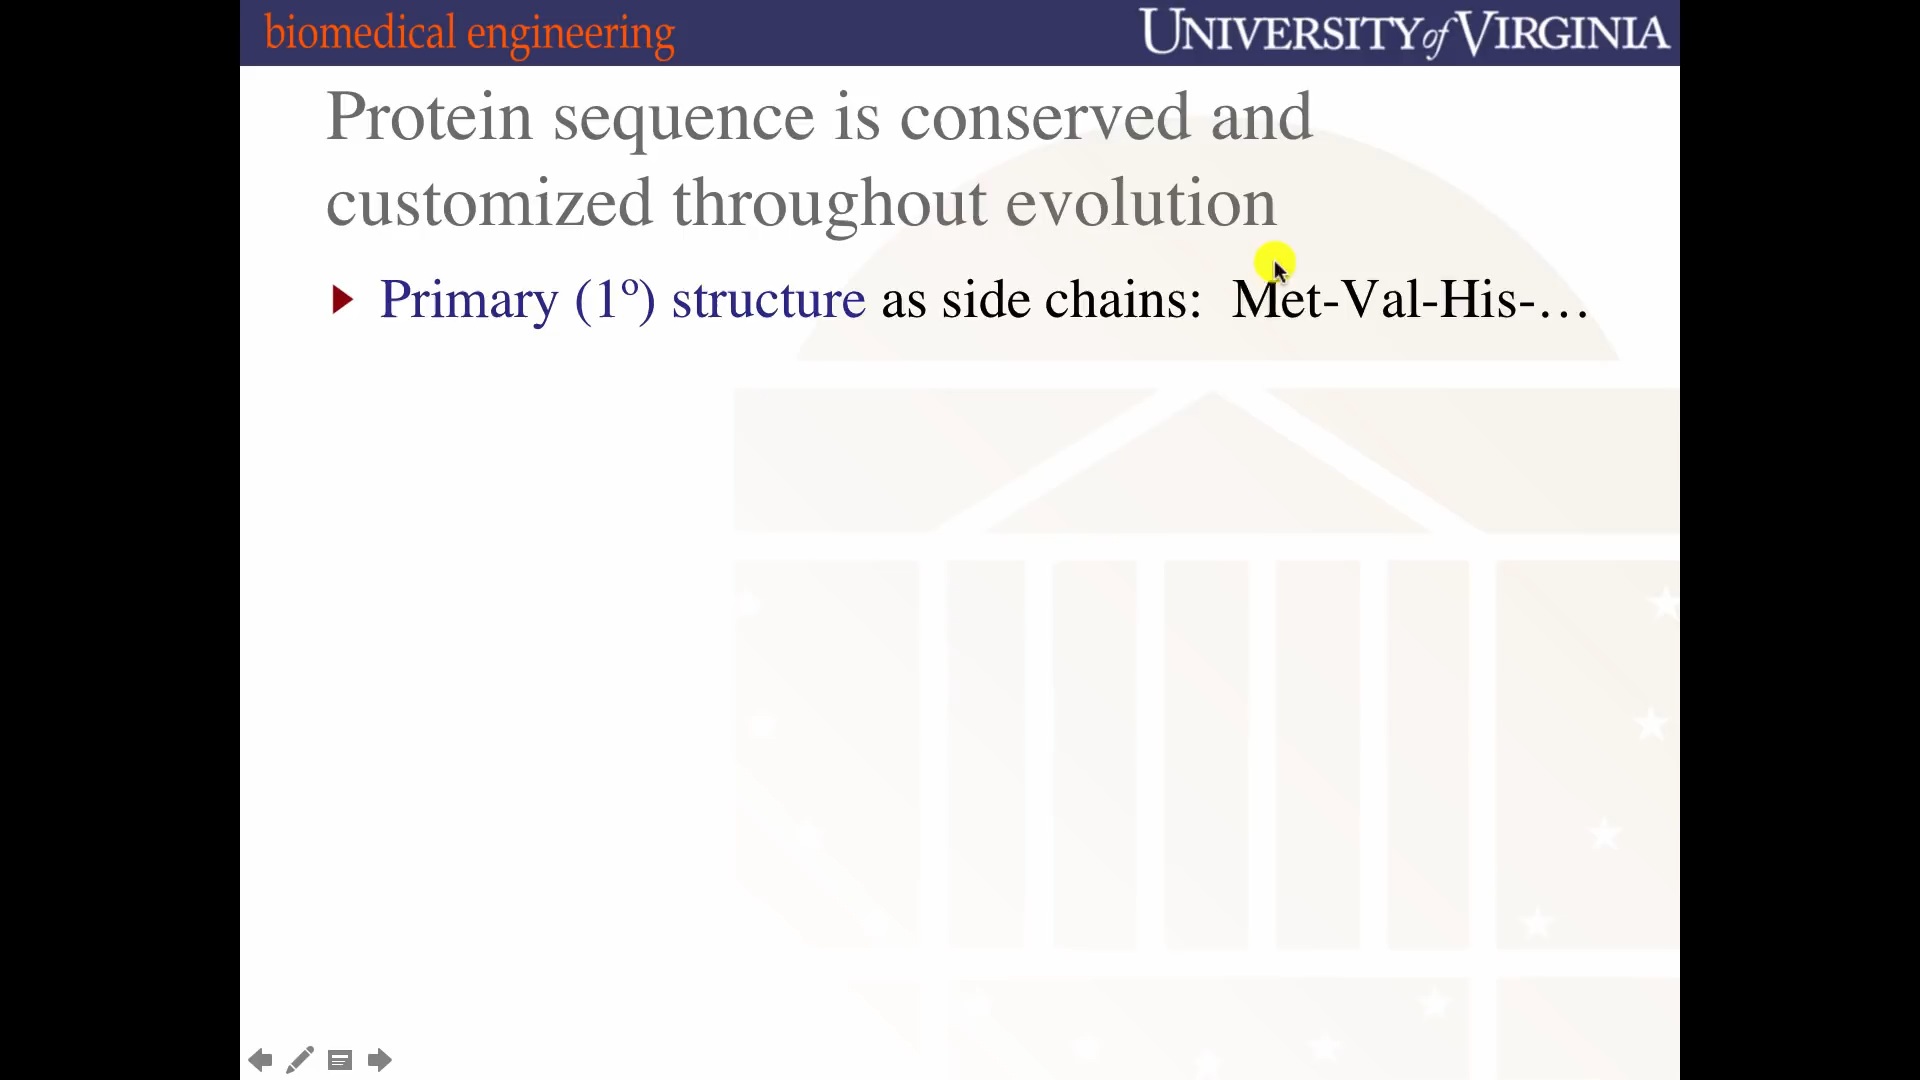 biomedical engineering
UNIVERSITY of VIRGINIA
Protein sequence is conserved and
customized throughout evolution
Primary (1º) structure as side chains: Met-Val-His-…